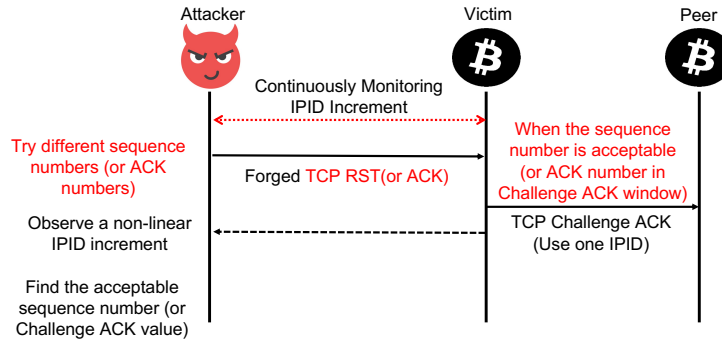 Attacker
Victim
Peer
Continuously Monitoring
IPID Increment
Try different sequence
numbers (or ACK
numbers)
Forged TCP RST(or ACK)
When the sequence
number is acceptable
(or ACK number in
Challenge ACK window)
TCP Challenge ACK
(Use one IPID)
Observe a non-linear
IPID increment
Find the acceptable
sequence number (or
Challenge ACK value)